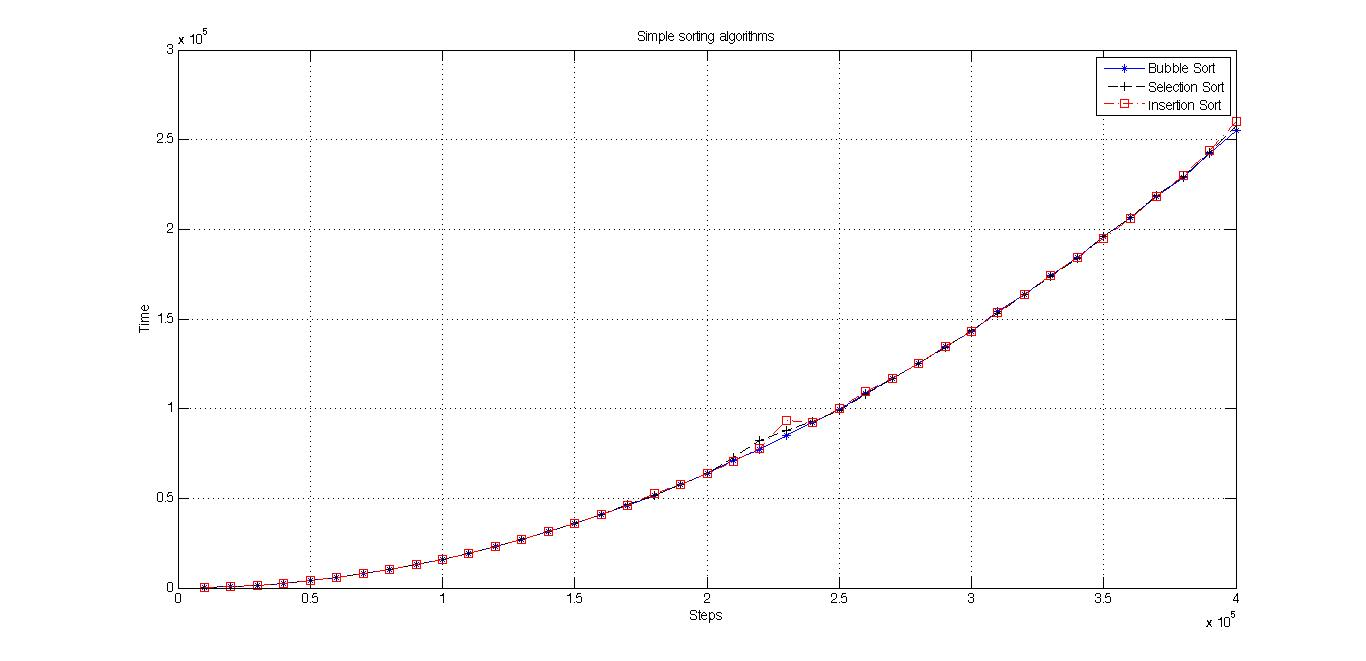 Simple sorting algorithms
x 10^5
3
2.5
2
1.5
1
0.5
0
Time
Bubble Sort
Selection Sort
Insertion Sort
0 0.5 1 1.5 2 2.5 3 3.5 4
Steps
x 10^5